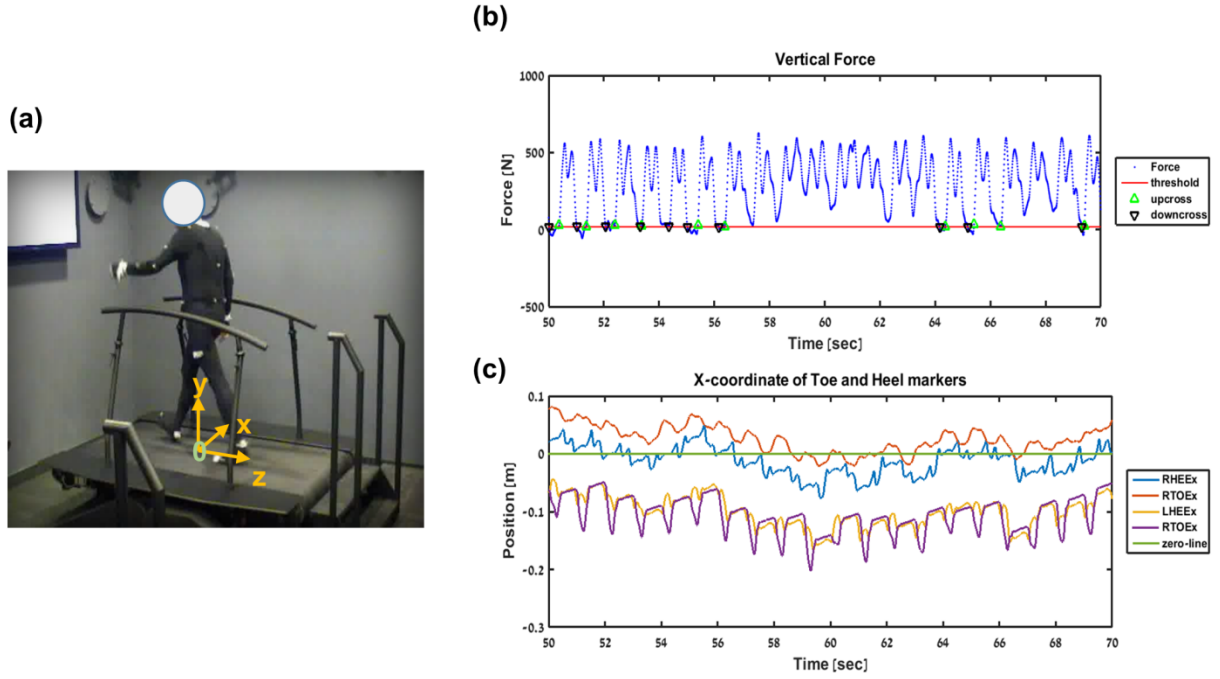 (a)
y
x
0
z
(b)
Vertical Force
1000
500
0
-500
Force [N]
50 52 54 56 58 60 62 64 66 68 70
Time [sec]
Force
threshold
upcross
downcross
(c)
X-coordinate of Toe and Heel markers
0.1
0
-0.1
-0.2
-0.3
Position [m]
50 52 54 56 58 60 62 64 66 68 70
Time [sec]
RHEEx
RTOEx
LHEEx
RTOEx
zero-line